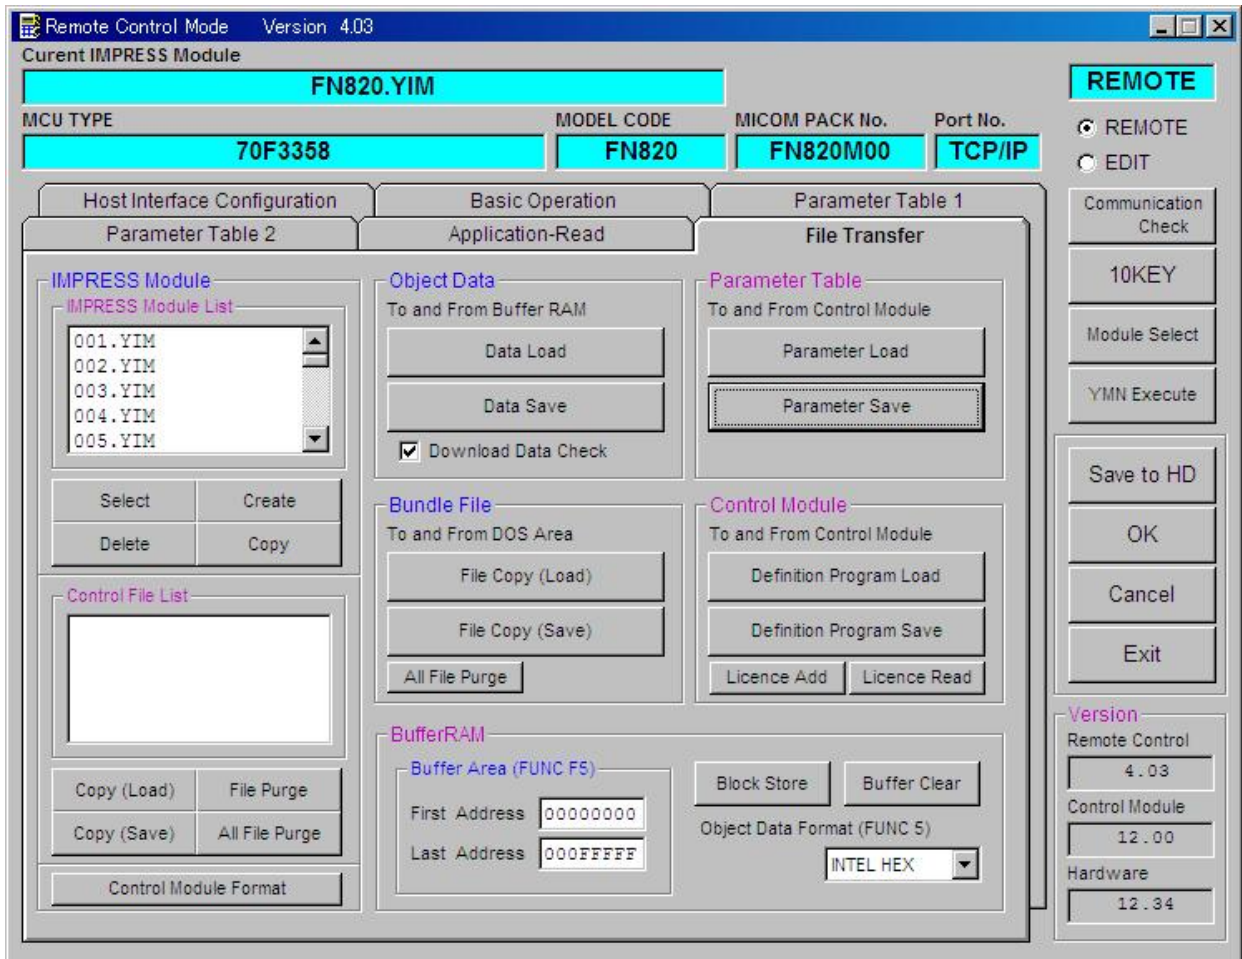 Remote Control Mode Version 4.03
Curent IMPRESS Module
FN820.YIM
REMOTE
MCU TYPE MODEL CODE MICOM PACK No. Port No.
70F3358 FN820 FN820M00 TCP/IP
REMOTE
EDIT
Host Interface Configuration Basic Operation Parameter Table 1
Parameter Table 2 Application-Read File Transfer
IMPRESS Module
IMPRESS Module List
001.YIM
002.YIM
003.YIM
004.YIM
005.YIM
Select Create
Delete Copy
Control File List
Copy (Load) File Purge
Copy (Save) All File Purge
Control Module Format
Object Data
To and From Buffer RAM
Data Load
Data Save
Download Data Check
Parameter Table
To and From Control Module
Parameter Load
Parameter Save
Bundle File
To and From DOS Area
File Copy (Load)
File Copy (Save)
All File Purge
Control Module
To and From Control Module
Definition Program Load
Definition Program Save
Licence Add Licence Read
BufferRAM
Buffer Area (FUNC F5)
First Address 00000000
Last Address 000FFFFF
Block Store Buffer Clear
Object Data Format (FUNC 5)
INTEL HEX
Communication
Check
10KEY
Module Select
YMN Execute
Save to HD
OK
Cancel
Exit
Version
Remote Control
4.03
Control Module
12.00
Hardware
12.34